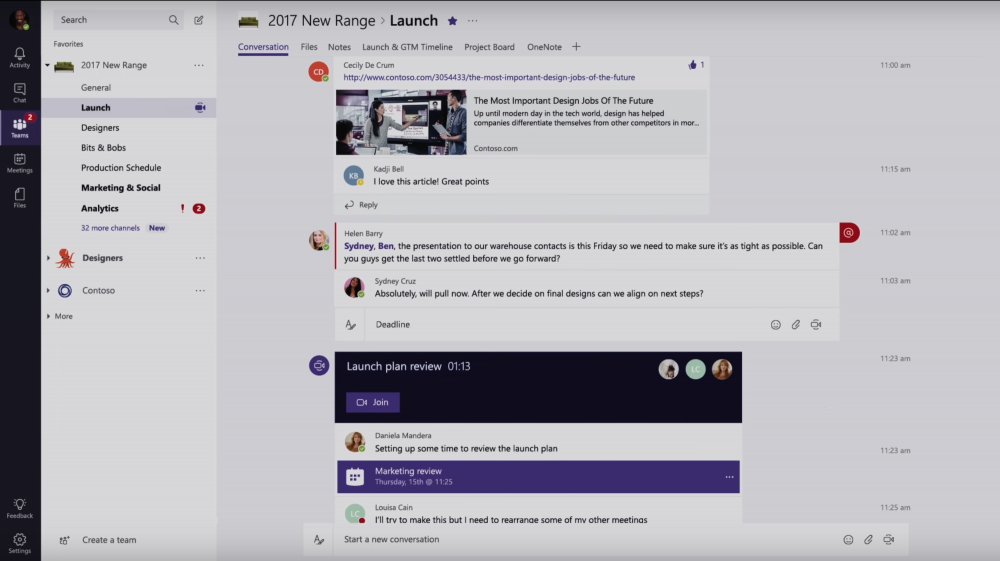 Activity
Chat
2
Teams
Meetings
Files
Feedback
Settings
Search
Favorites
2017 New Range ...
General
Launch
Designers
Bits & Bobs
Production Schedule
Marketing & Social
Analytics ! 2
32 more channels New
Designers ...
Contoso ...
More
Create a team
2017 New Range > Launch ...
Conversation Files Notes Launch & GTM Timeline Project Board OneNote +
CD Cecily De Crum 1 11:00 am
http://www.contoso.com/3054433/the-most-important-design-jobs-of-the-future
The Most Important Design Jobs Of The Future
Up until modern day in the tech world, design has helped
companies differentiate themselves from other competitors in mor...
Contoso.com
KB Kadji Bell 11:15 am
I love this article! Great points
Reply
Helen Barry @ 11:02 am
Sydney, Ben, the presentation to our warehouse contacts is this Friday so we need to make sure it's as tight as possible. Can
you guys get the last two settled before we go forward?
Sydney Cruz 11:03 am
Absolutely, will pull now. After we decide on final designs can we align on next steps?
Deadline
Launch plan review 01:13 LC 11:23 am
Join
Daniela Mandera
Setting up some time to review the launch plan 11:23 am
Marketing review ...
Thursday, 15th @ 11:25
LC Louisa Cain 11:25 am
I'll try to make this but I need to rearrange some of my other meetings
Start a new conversation